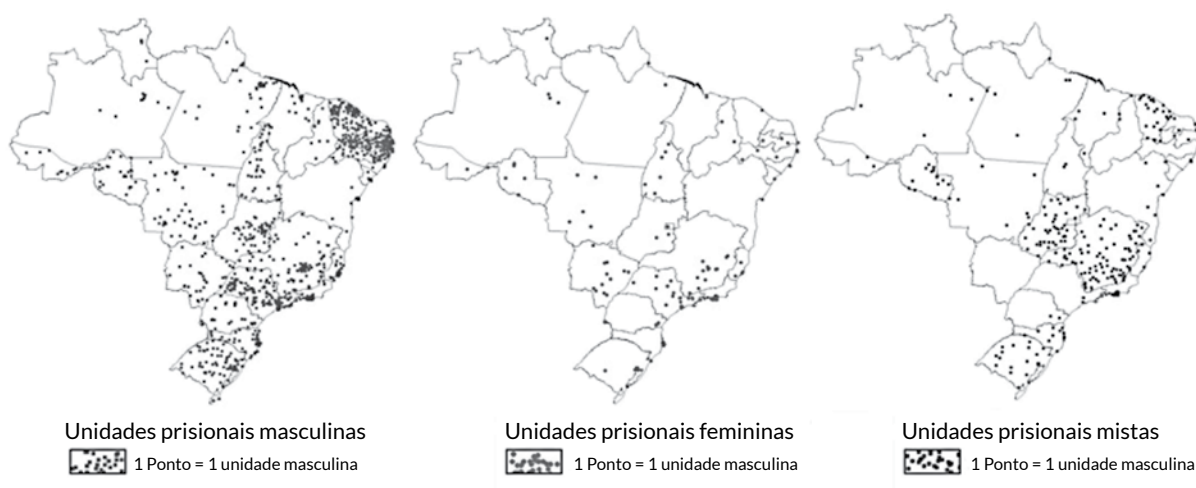 Unidades prisionais masculinas
1 Ponto = 1 unidade masculina
Unidades prisionais femininas
1 Ponto = 1 unidade masculina
Unidades prisionais mistas
1 Ponto = 1 unidade masculina